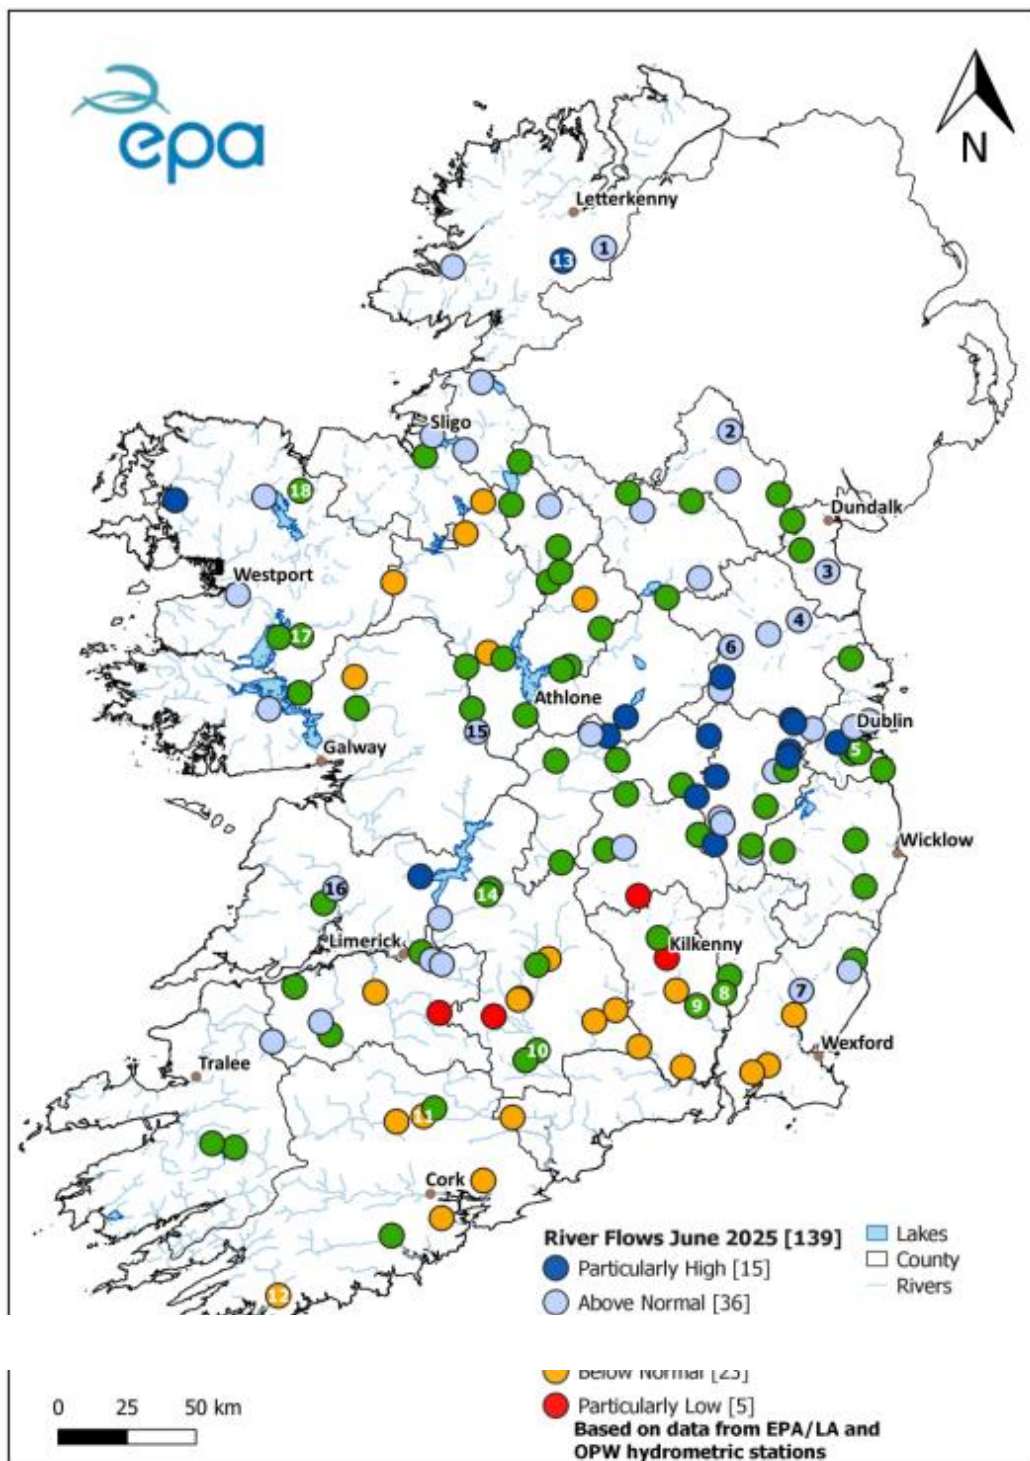 epa
N
Letterkenny
1
13
Sligo
2
18
Dundalk
Westport
3
4
17
6
Athlone
Dublin
15
5
Galway
Wicklow
16
14
Limerick
Kilkenny
7
8
9
Wexford
10
Tralee
11
Cork
12
River Flows June 2025 [139]
Particularly High [15]
Above Normal [36]
Lakes
County
Rivers
Below Normal [23]
Particularly Low [5]
Based on data from EPA/LA and
OPW hydrometric stations
0 25 50 km